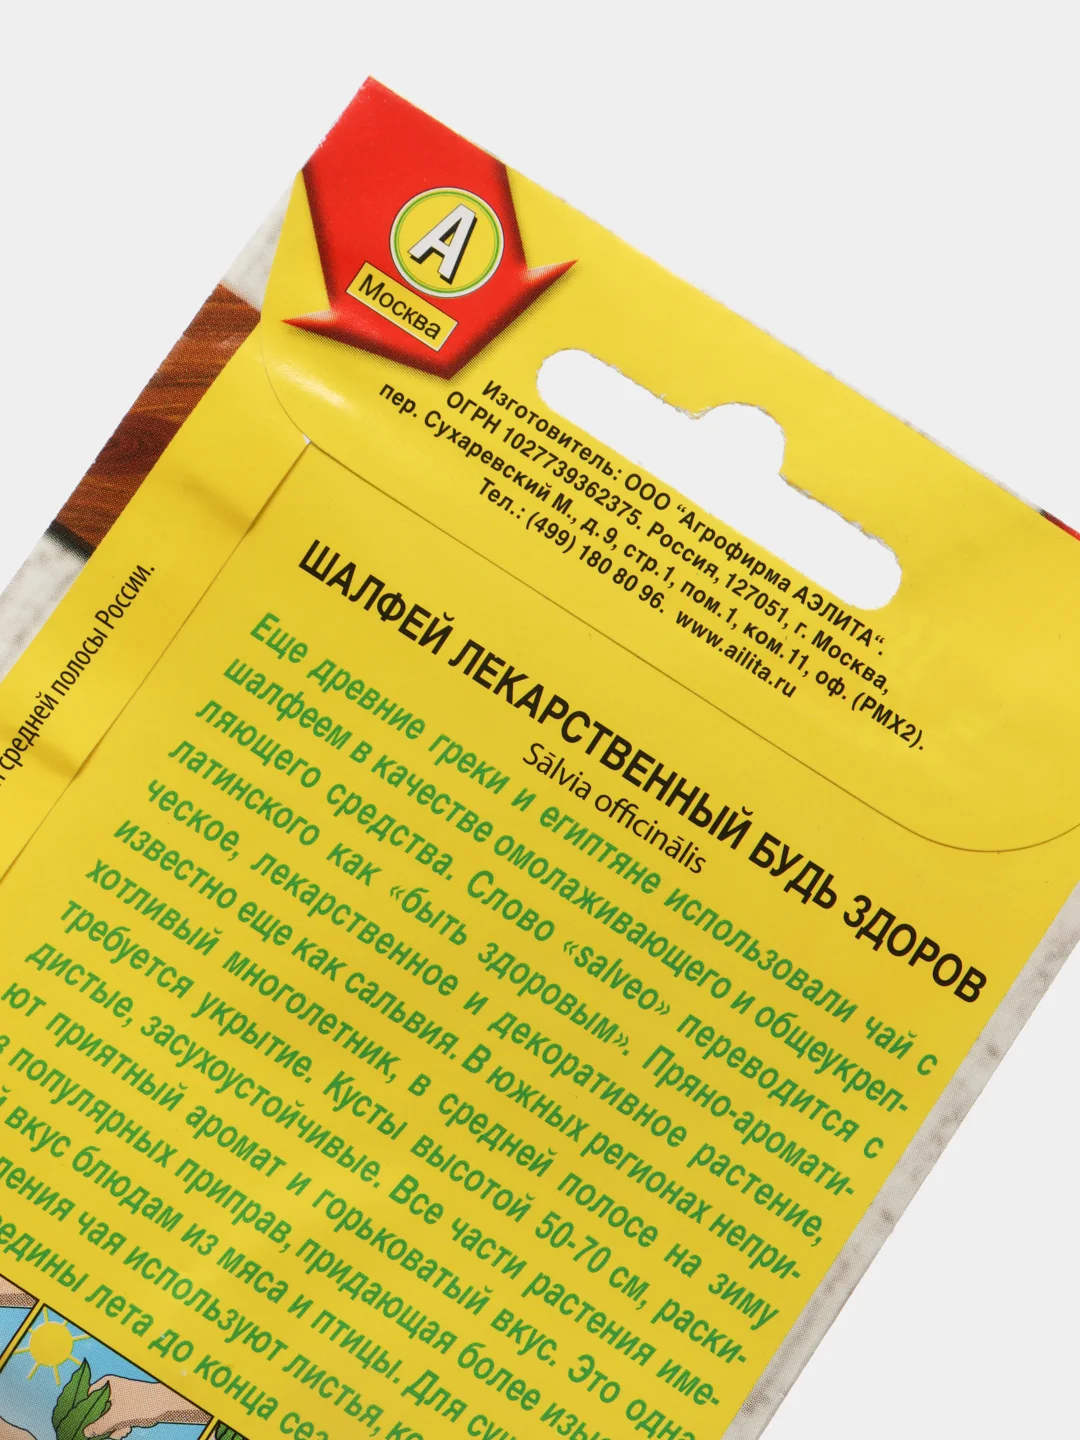 А
Москва
Изготовитель: ООО "Агрофирма АЭЛИТА".
ОГРН 1027739362375. Россия, 127051, г. Москва,
пер. Сухаревский М., д. 9, стр.1, пом.1, ком.11, оф. (РМХ2).
Тел.: (499) 180 80 96. www.ailita.ru
средней полосы России.
ШАЛФЕЙ ЛЕКАРСТВЕННЫЙ БУДЬ ЗДОРОВ
Sālvia officinālis
Еще древние греки и египтяне использовали чай с
шалфеем в качестве омолаживающего и общеукреп-
ляющего средства. Слово «salveo» переводится с
латинского как «быть здоровым». Пряно-аромати-
ческое, лекарственное и декоративное растение,
известно еще как сальвия. В южных регионах непри-
хотливый многолетник, в средней полосе на зиму
требуется укрытие. Кусты высотой 50-70 см, раски-
дистые, засухоустойчивые. Все части растения име-
ют приятный аромат и горьковатый вкус. Это одна
популярных приправ, придающая более
вкус блюдам из мяса и птицы. Для
чая используют листья,
лета до конца